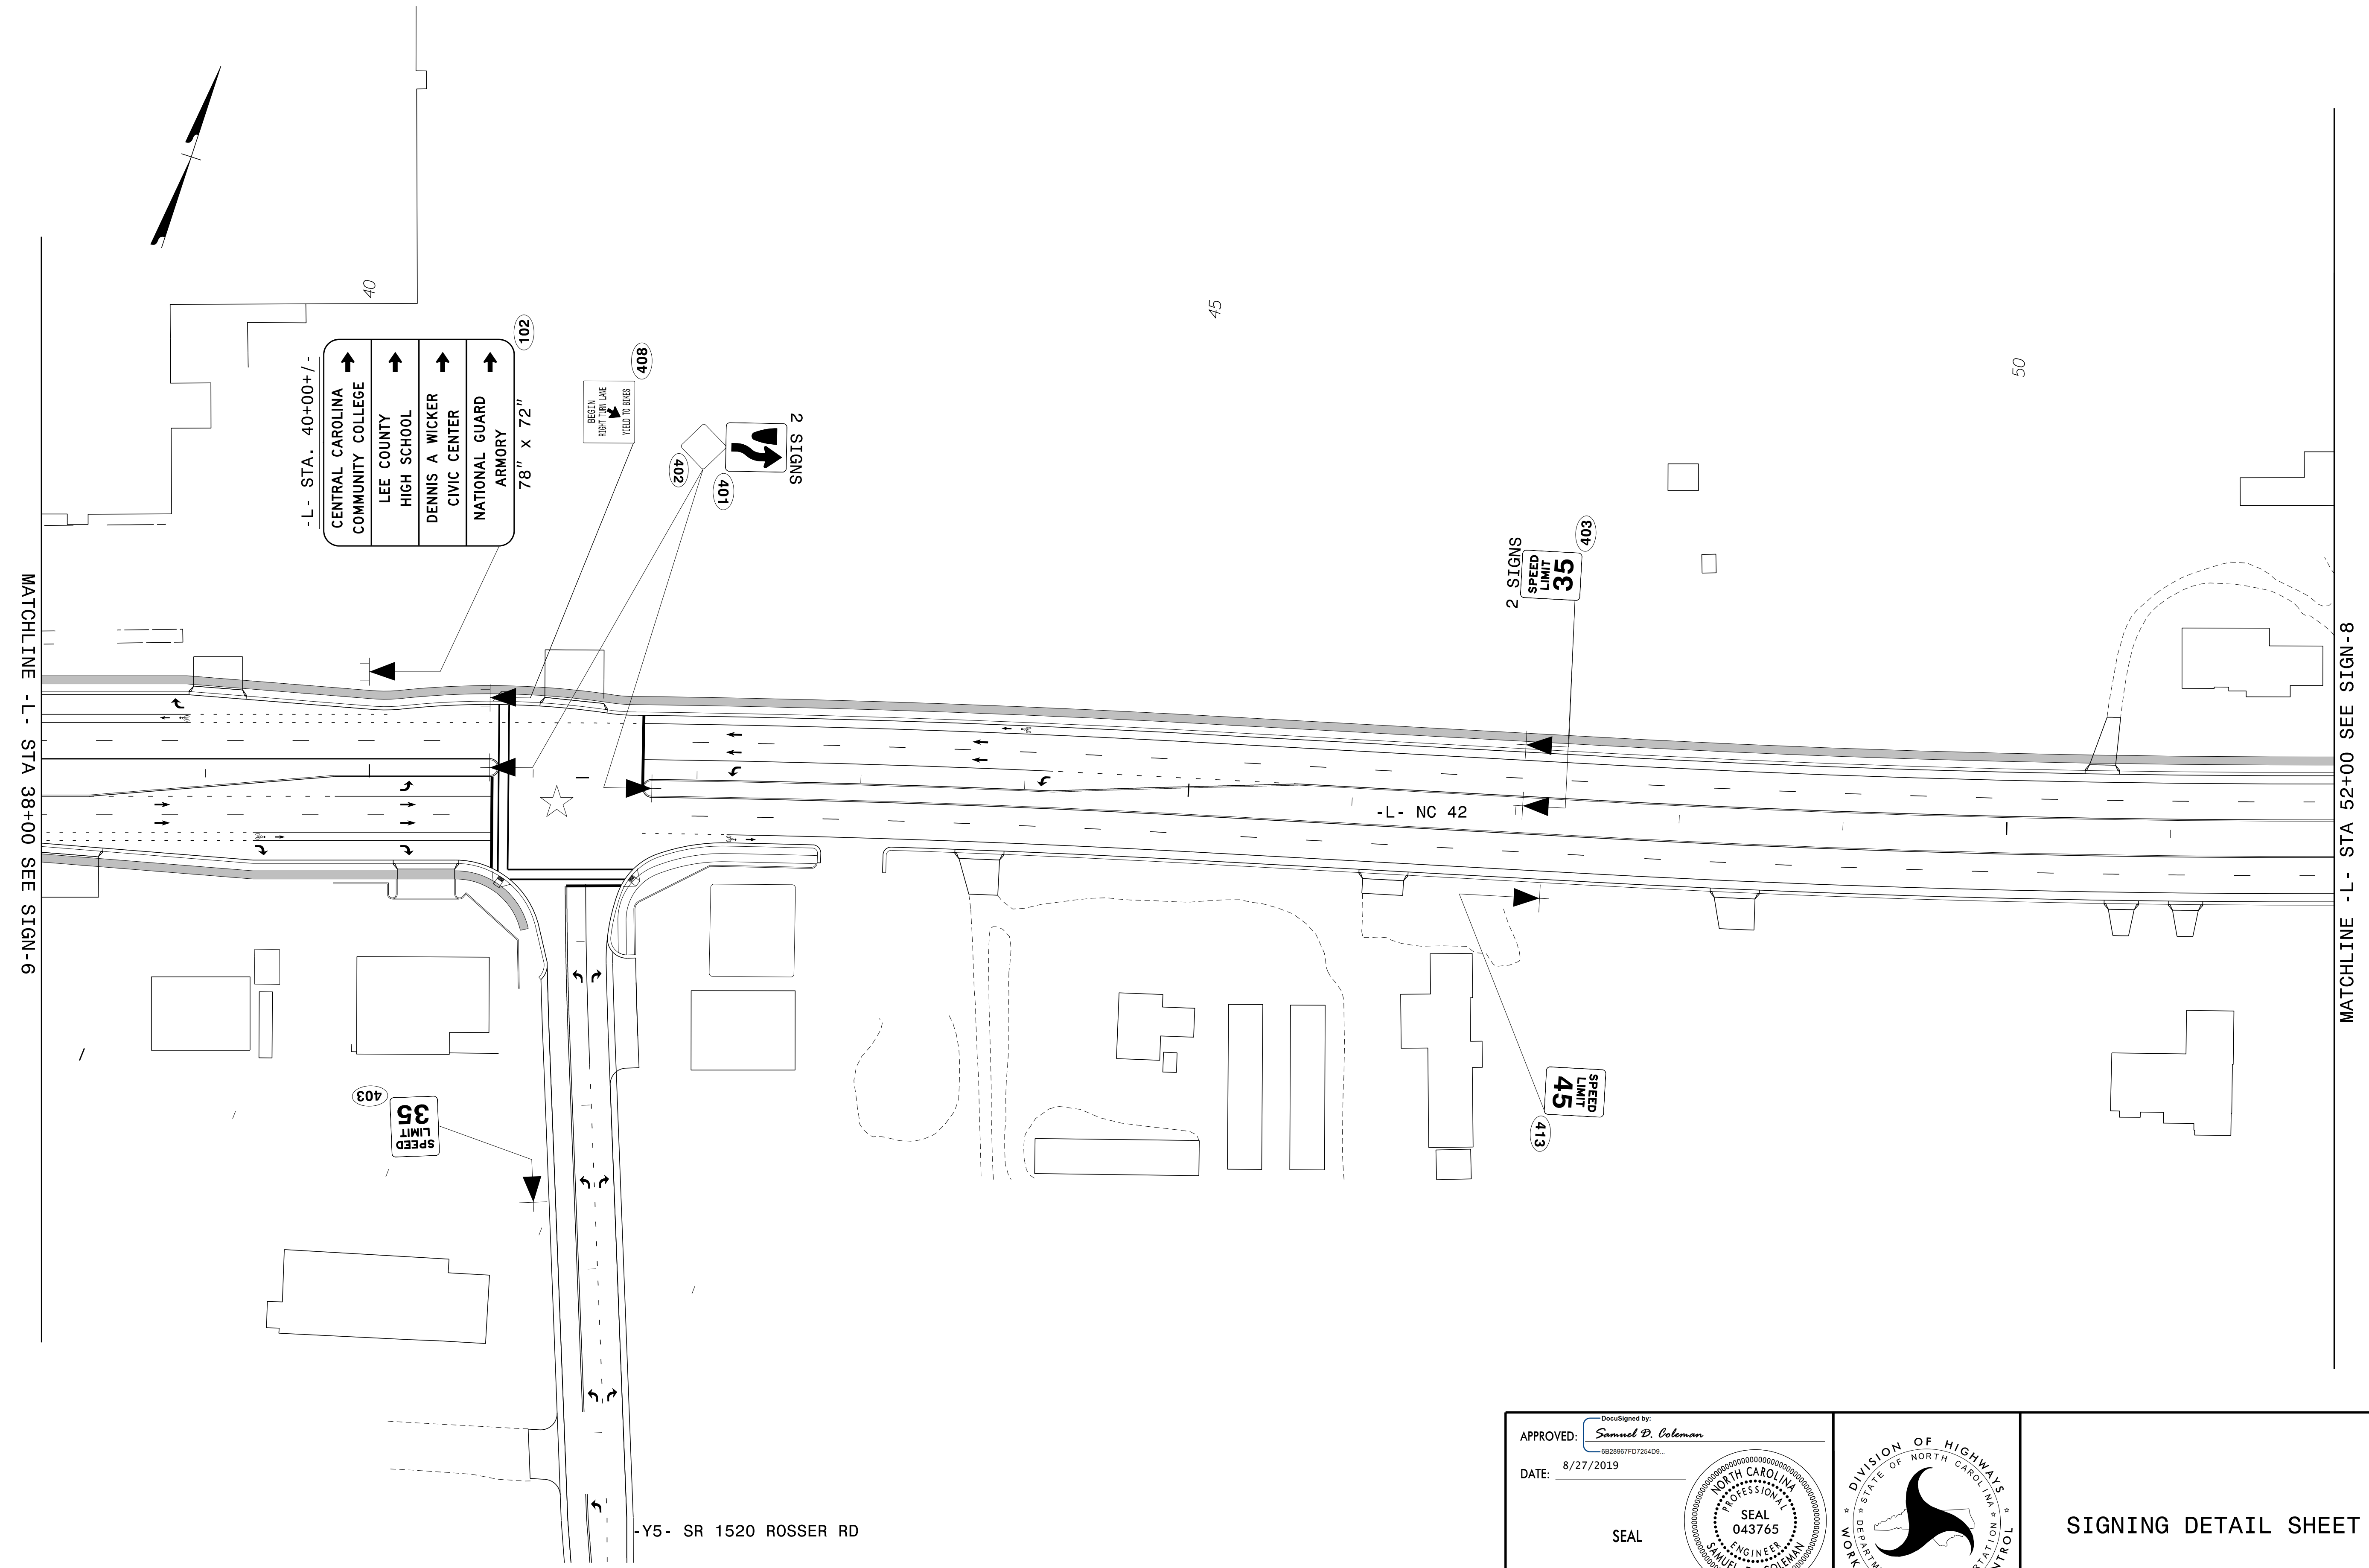 40
45
50
-L- STA. 40+00+/-
CENTRAL CAROLINA
COMMUNITY COLLEGE
LEE COUNTY
HIGH SCHOOL
DENNIS A WICKER
CIVIC CENTER
NATIONAL GUARD
ARMORY
78" x 72"
102
BEGIN
RIGHT TURN LANE
YIELD TO BIKES
408
402
401
2 SIGNS
2 SIGNS
SPEED
LIMIT
35
403
MATCHLINE -L- STA 38+00 SEE SIGN-6
MATCHLINE -L- STA 52+00 SEE SIGN-8
-L- NC 42
403
SPEED
LIMIT
35
SPEED
LIMIT
45
413
-Y5- SR 1520 ROSSER RD
APPROVED:
DocuSigned by:
Samuel D. Coleman
6B28967FD7254D9...
DATE: 8/27/2019
SEAL
NORTH CAROLINA
PROFESSIONAL
SEAL
043765
ENGINEER
SAMUEL D. COLEMAN
DIVISION OF HIGHWAYS
STATE OF NORTH CAROLINA
SIGNING DETAIL SHEET